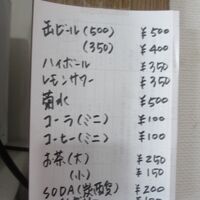 缶ビール(500) ¥500
(350) ¥400
ハイボール ¥350
レモンサワー ¥350
菊水 ¥500
コーラ(ミニ) ¥100
コーヒー(ミニ) ¥100
お茶(大) ¥250
(小) ¥150
SODA(炭酸) ¥200